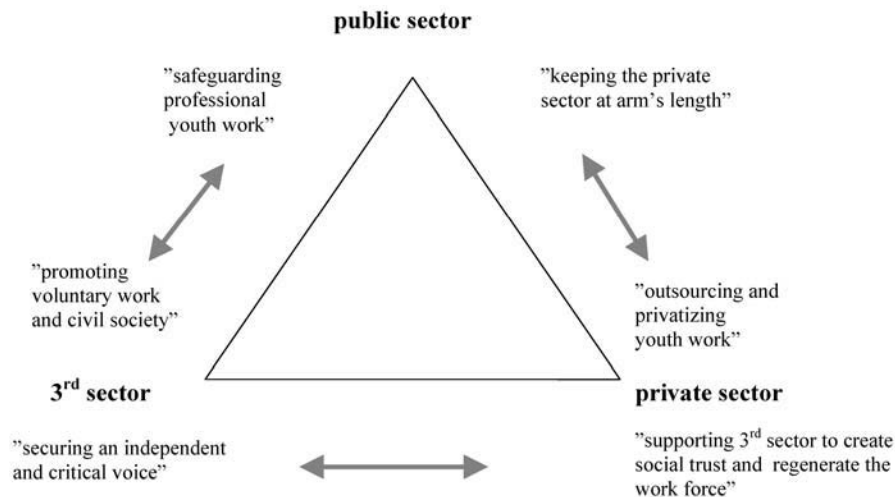 public sector
”safeguarding
professional
youth work”
”keeping the private
sector at arm’s length”
”promoting
voluntary work
and civil society”
”outsourcing and
privatizing
youth work”
3rd sector
private sector
”securing an independent
and critical voice”
”supporting 3rd sector to create
social trust and regenerate the
work force”